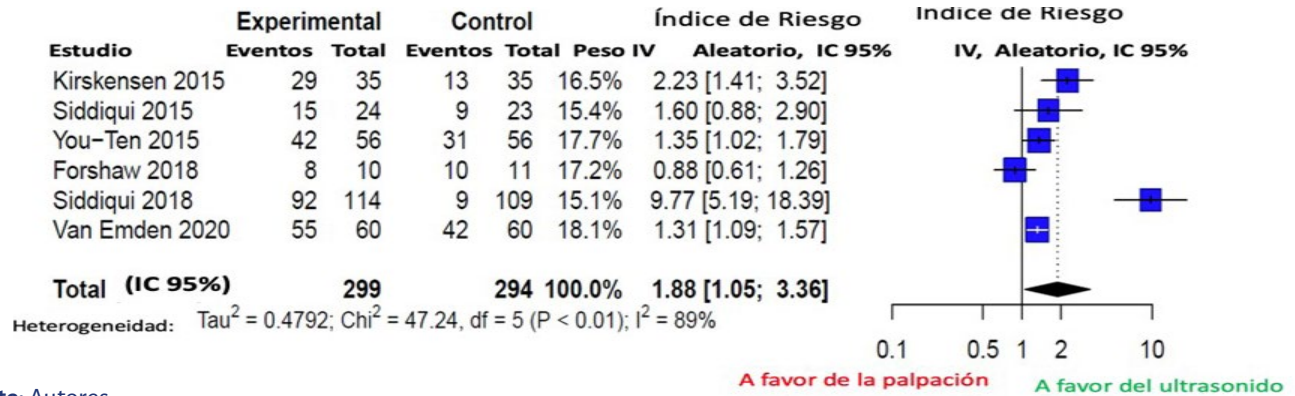 Experimental Control Índice de Riesgo Indice de Riesgo
Estudio Eventos Total Eventos Total Peso IV Aleatorio, IC 95% IV, Aleatorio, IC 95%
Kirskensen 2015 29 35 13 35 16.5% 2.23 [1.41; 3.52]
Siddiqui 2015 15 24 9 23 15.4% 1.60 [0.88; 2.90]
You-Ten 2015 42 56 31 56 17.7% 1.35 [1.02; 1.79]
Forshaw 2018 8 10 10 11 17.2% 0.88 [0.61; 1.26]
Siddiqui 2018 92 114 9 109 15.1% 9.77 [5.19; 18.39]
Van Emden 2020 55 60 42 60 18.1% 1.31 [1.09; 1.57]
Total (IC 95%) 299 294 100.0% 1.88 [1.05; 3.36]
Heterogeneidad: Tau² = 0.4792; Chi² = 47.24, df = 5 (P < 0.01); I² = 89%
0.1 0.5 1 2 10
A favor de la palpación A favor del ultrasonido
Autores